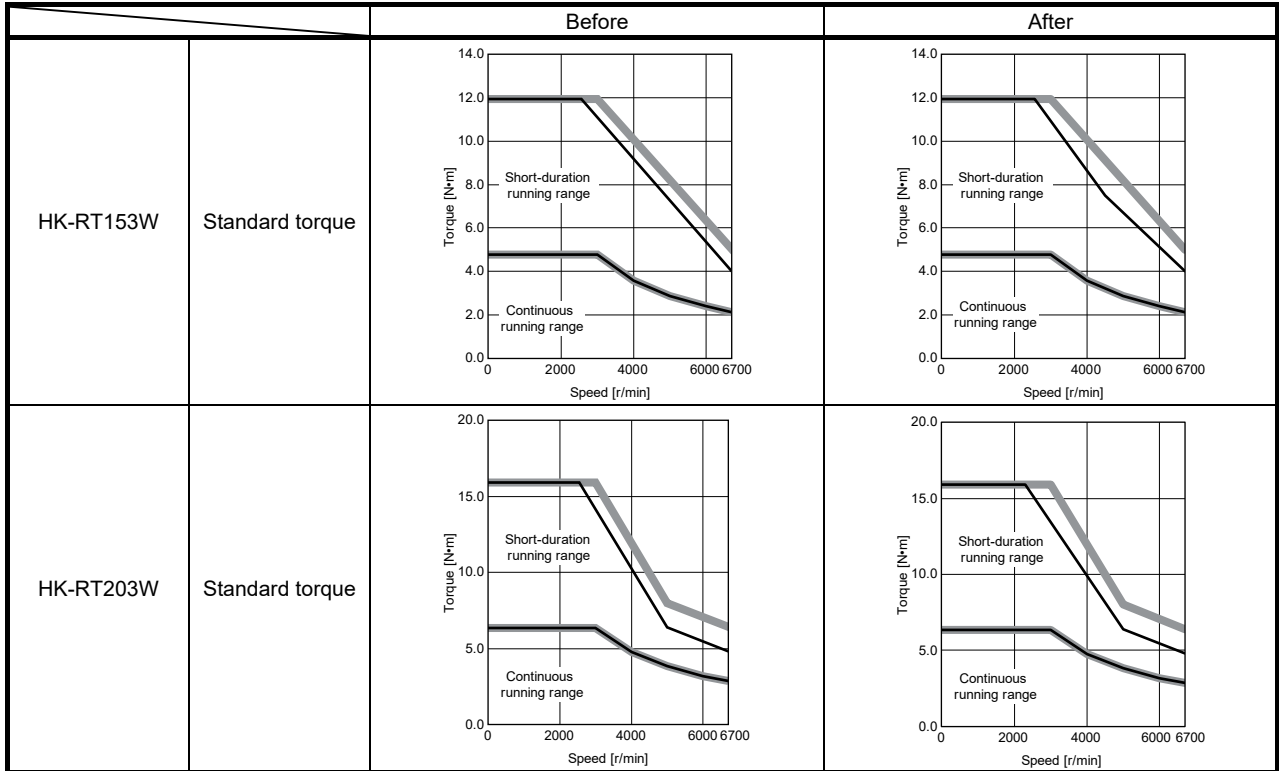 Before
After
HK-RT153W
Standard torque
14.0
12.0
10.0
8.0
6.0
4.0
2.0
0.0
Torque [N•m]
Short-duration
running range
Continuous
running range
0 2000 4000 6000 6700
Speed [r/min]
14.0
12.0
10.0
8.0
6.0
4.0
2.0
0.0
Torque [N•m]
Short-duration
running range
Continuous
running range
0 2000 4000 6000 6700
Speed [r/min]
HK-RT203W
Standard torque
20.0
15.0
10.0
5.0
0.0
Torque [N•m]
Short-duration
running range
Continuous
running range
0 2000 4000 6000 6700
Speed [r/min]
20.0
15.0
10.0
5.0
0.0
Torque [N•m]
Short-duration
running range
Continuous
running range
0 2000 4000 6000 6700
Speed [r/min]